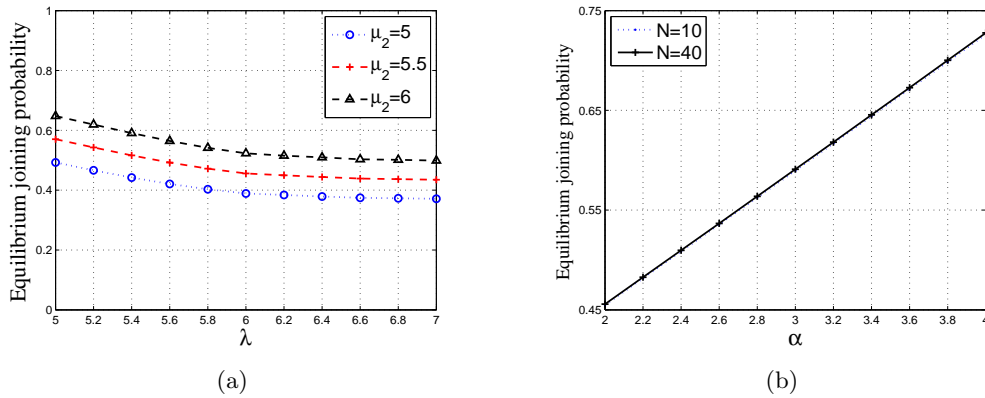 Equilibrium joining probability
1
0.8
0.6
0.4
0.2
0
5 5.2 5.4 5.6 5.8 6 6.2 6.4 6.6 6.8 7
λ
μ₂=5
μ₂=5.5
μ₂=6
(a)
Equilibrium joining probability
0.75
0.65
0.55
0.45
2 2.2 2.4 2.6 2.8 3 3.2 3.4 3.6 3.8 4
α
N=10
N=40
(b)